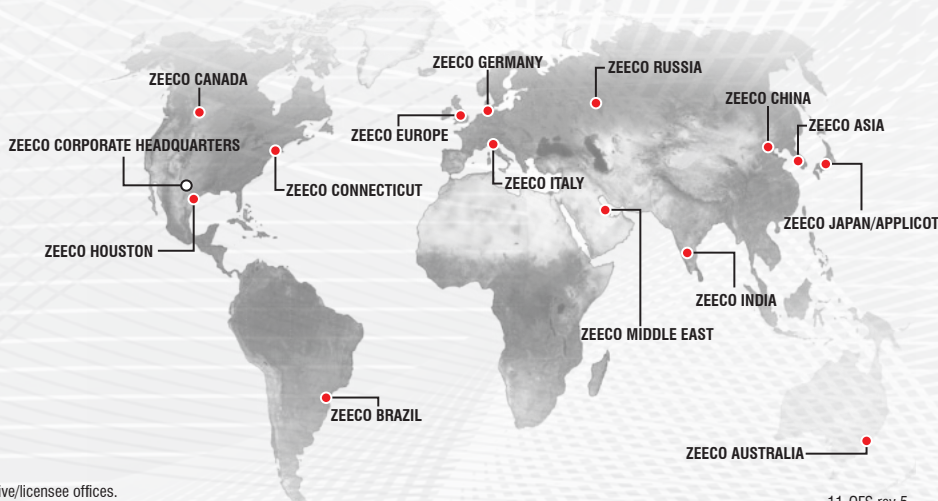 ZEECO GERMANY
ZEECO RUSSIA
ZEECO CANADA
ZEECO CHINA
ZEECO ASIA
ZEECO EUROPE
ZEECO CORPORATE HEADQUARTERS
ZEECO CONNECTICUT
ZEECO ITALY
ZEECO JAPAN/APPLICOT
ZEECO HOUSTON
ZEECO INDIA
ZEECO MIDDLE EAST
ZEECO BRAZIL
ZEECO AUSTRALIA
ive/licensee offices.